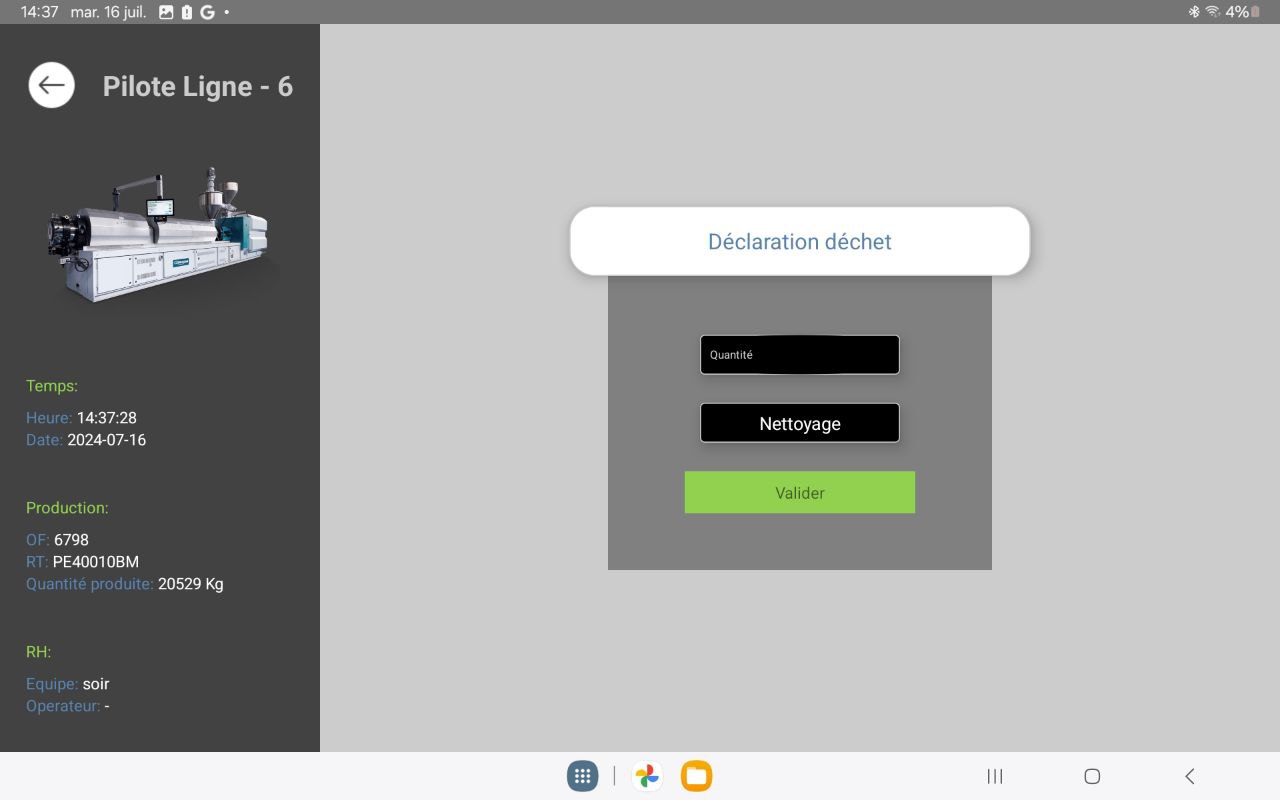 14:37 mar. 16 juil. G • 4%
Pilote Ligne - 6
Temps:
Heure: 14:37:28
Date: 2024-07-16
Production:
OF: 6798
RT: PE40010BM
Quantité produite: 20529 Kg
RH:
Equipe: soir
Operateur: -
Déclaration déchet
Quantité
Nettoyage
Valider